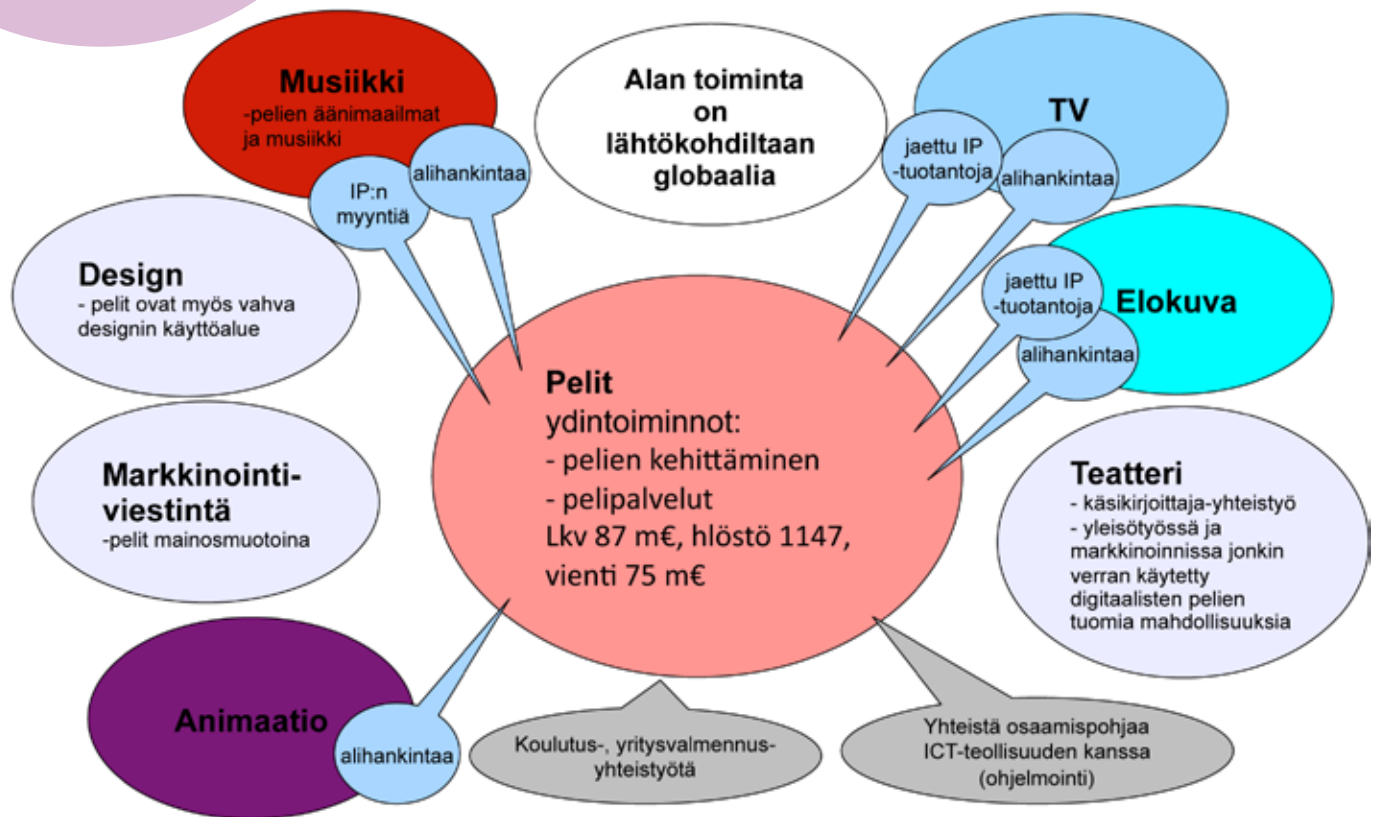 Musiikki
-pelien äänimaailmat
ja musiikki
IP:n
myyntiä
alihankintaa
Alan toiminta
on
lähtökohdiltaan
globaalia
TV
jaettu IP
-tuotantoja
alihankintaa
Design
- pelit ovat myös vahva
designin käyttöalue
jaettu IP
-tuotantoja
Elokuva
alihankintaa
Pelit
ydintoiminnot:
- pelien kehittäminen
- pelipalvelut
Lkv 87 m€, hlöstö 1147,
vienti 75 m€
Markkinointi-
viestintä
-pelit mainosmuotoina
Teatteri
- käsikirjoittaja-yhteistyö
- yleisötyössä ja
markkinoinnissa jonkin
verran käytetty
digitaalisten pelien
tuomia mahdollisuuksia
Animaatio
alihankintaa
Koulutus-, yritysvalmennus-
yhteistyötä
Yhteistä osaamispohjaa
ICT-teollisuuden kanssa
(ohjelmointi)